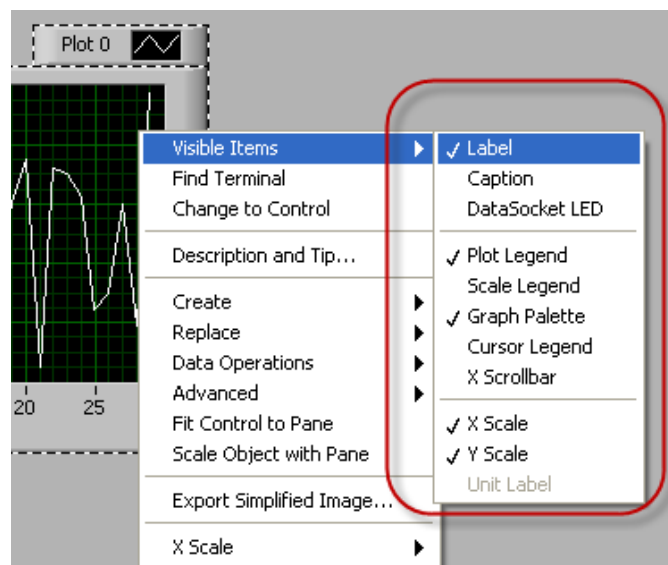 Plot 0
20 25
Visible Items
Find Terminal
Change to Control
Description and Tip...
Create
Replace
Data Operations
Advanced
Fit Control to Pane
Scale Object with Pane
Export Simplified Image...
X Scale
Label
Caption
DataSocket LED
Plot Legend
Scale Legend
Graph Palette
Cursor Legend
X Scrollbar
X Scale
Y Scale
Unit Label